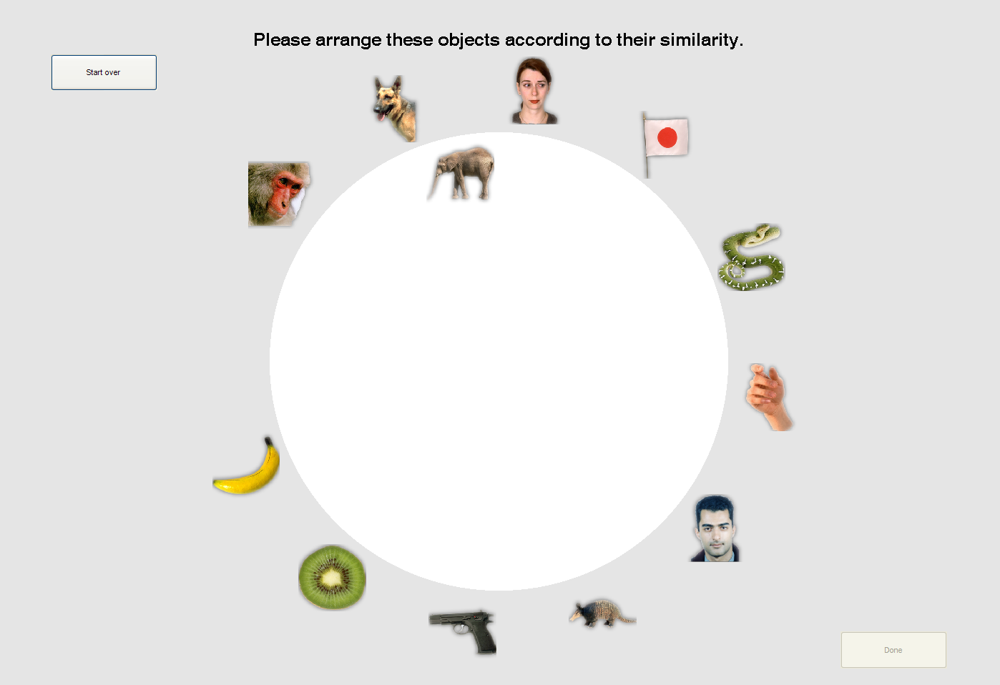 Please arrange these objects according to their similarity.
Start over
Done